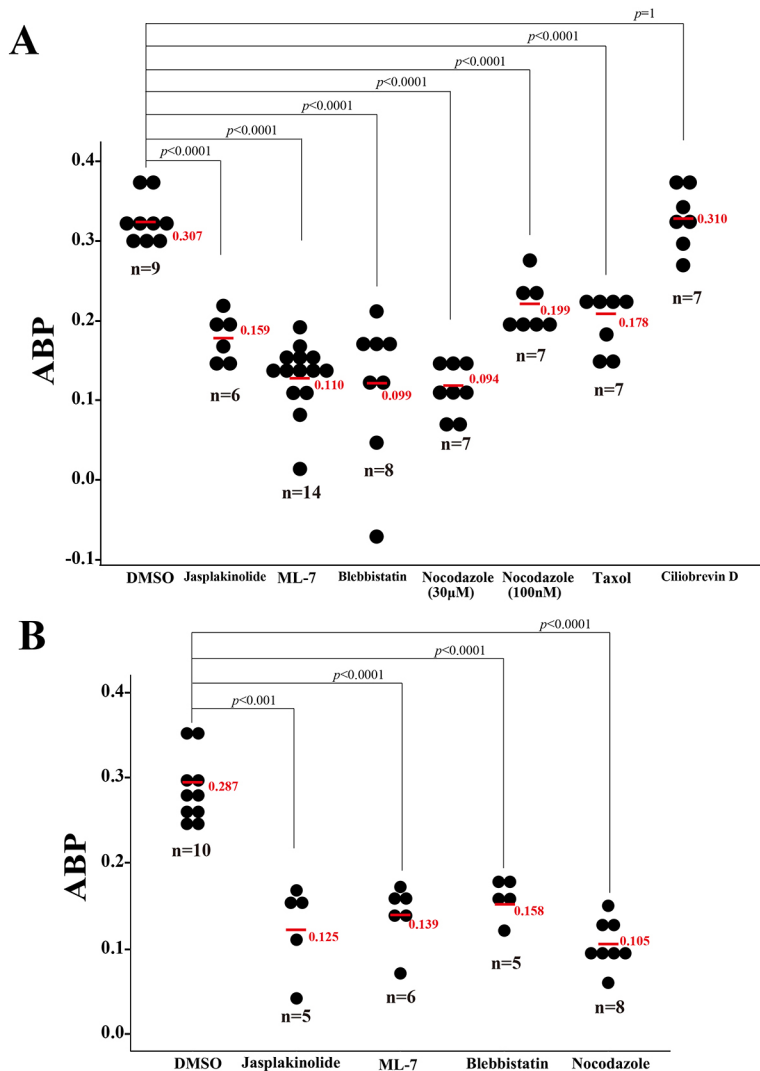 A
p=1
p<0.0001
p<0.0001
p<0.0001
p<0.0001
p<0.0001
p<0.0001
ABP
0.4
0.3
0.2
0.1
0.0
-0.1
0.307
n=9
0.159
n=6
0.110
n=14
0.099
n=8
0.094
n=7
0.199
n=7
0.178
n=7
0.310
n=7
DMSO
Jasplakinolide
ML-7
Blebbistatin
Nocodazole
(30μM)
Nocodazole
(100nM)
Taxol
Ciliobrevin D
B
p<0.0001
p<0.0001
p<0.0001
p<0.001
ABP
0.4
0.3
0.2
0.1
0.0
0.287
n=10
0.125
n=5
0.139
n=6
0.158
n=5
0.105
n=8
DMSO
Jasplakinolide
ML-7
Blebbistatin
Nocodazole